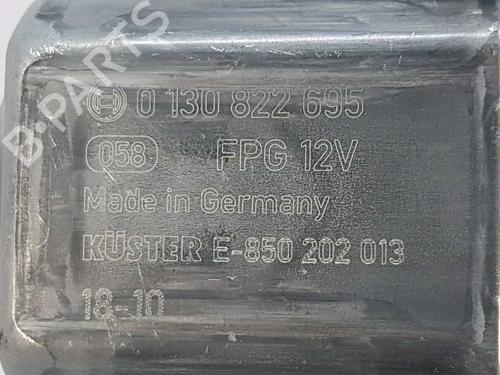 B-PARTS
0 130 822 695
058 FPG 12V
Made in Germany
KÜSTER E-850 202 013
18-10